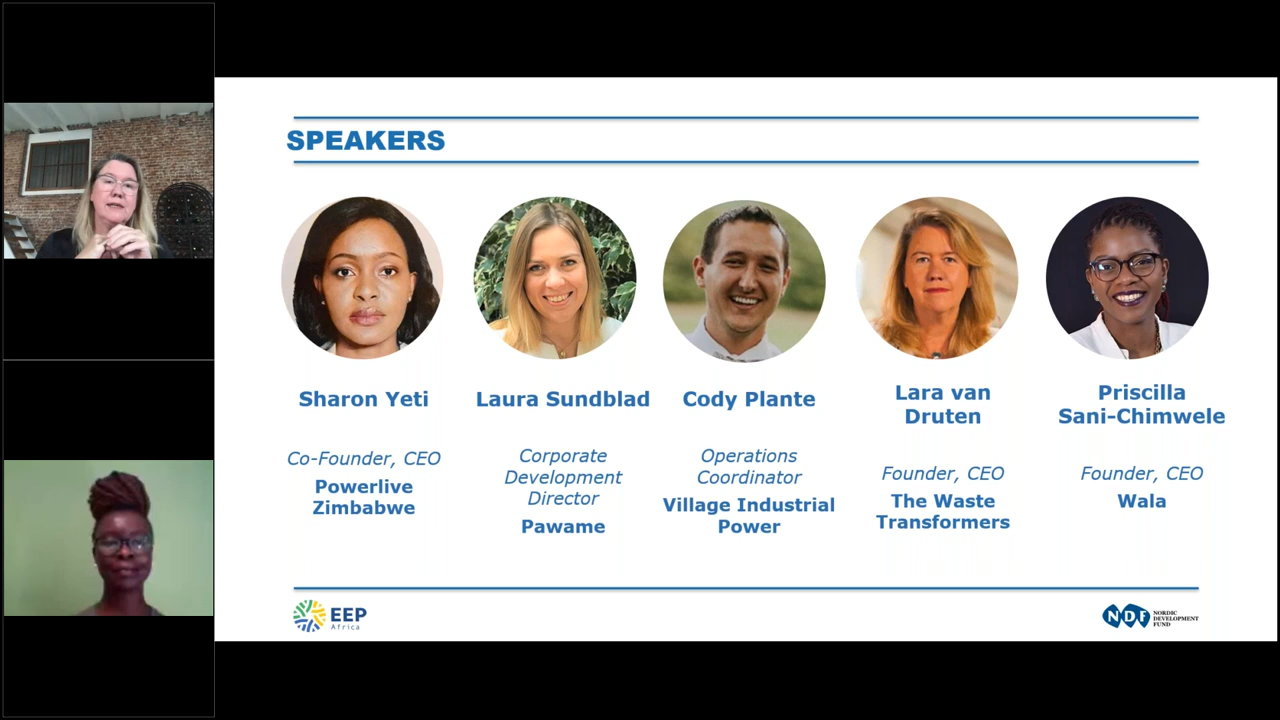 SPEAKERS
Sharon Yeti
Co-Founder, CEO
Powerlive
Zimbabwe
Laura Sundblad
Corporate
Development
Director
Pawame
Cody Plante
Operations
Coordinator
Village Industrial
Power
Lara van
Druten
Founder, CEO
The Waste
Transformers
Priscilla
Sani-Chimwele
Founder, CEO
Wala
EEP
Africa
NDF
NORDIC
DEVELOPMENT
FUND